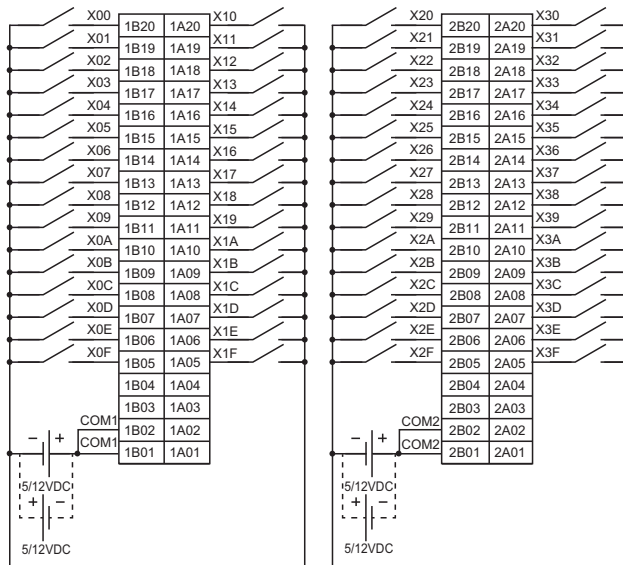 X00 1B20 1A20 X10 X20 2B20 2A20 X30
X01 1B19 1A19 X11 X21 2B19 2A19 X31
X02 1B18 1A18 X12 X22 2B18 2A18 X32
X03 1B17 1A17 X13 X23 2B17 2A17 X33
X04 1B16 1A16 X14 X24 2B16 2A16 X34
X05 1B15 1A15 X15 X25 2B15 2A15 X35
X06 1B14 1A14 X16 X26 2B14 2A14 X36
X07 1B13 1A13 X17 X27 2B13 2A13 X37
X08 1B12 1A12 X18 X28 2B12 2A12 X38
X09 1B11 1A11 X19 X29 2B11 2A11 X39
X0A 1B10 1A10 X1A X2A 2B10 2A10 X3A
X0B 1B09 1A09 X1B X2B 2B09 2A09 X3B
X0C 1B08 1A08 X1C X2C 2B08 2A08 X3C
X0D 1B07 1A07 X1D X2D 2B07 2A07 X3D
X0E 1B06 1A06 X1E X2E 2B06 2A06 X3E
X0F 1B05 1A05 X1F X2F 2B05 2A05 X3F
1B04 1A04 2B04 2A04
1B03 1A03 2B03 2A03
COM1 1B02 1A02 COM2 2B02 2A02
− + COM1 1B01 1A01 − + COM2 2B01 2A01
5/12VDC 5/12VDC
+ − + −
5/12VDC 5/12VDC